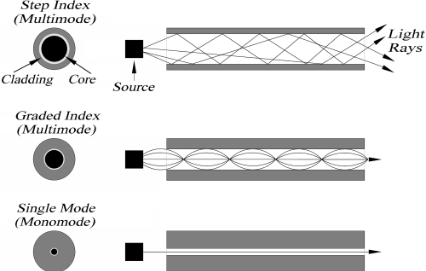 Step Index
(Multimode)
Light
Rays
Cladding
Core
Source
Graded Index
(Multimode)
Single Mode
(Monomode)